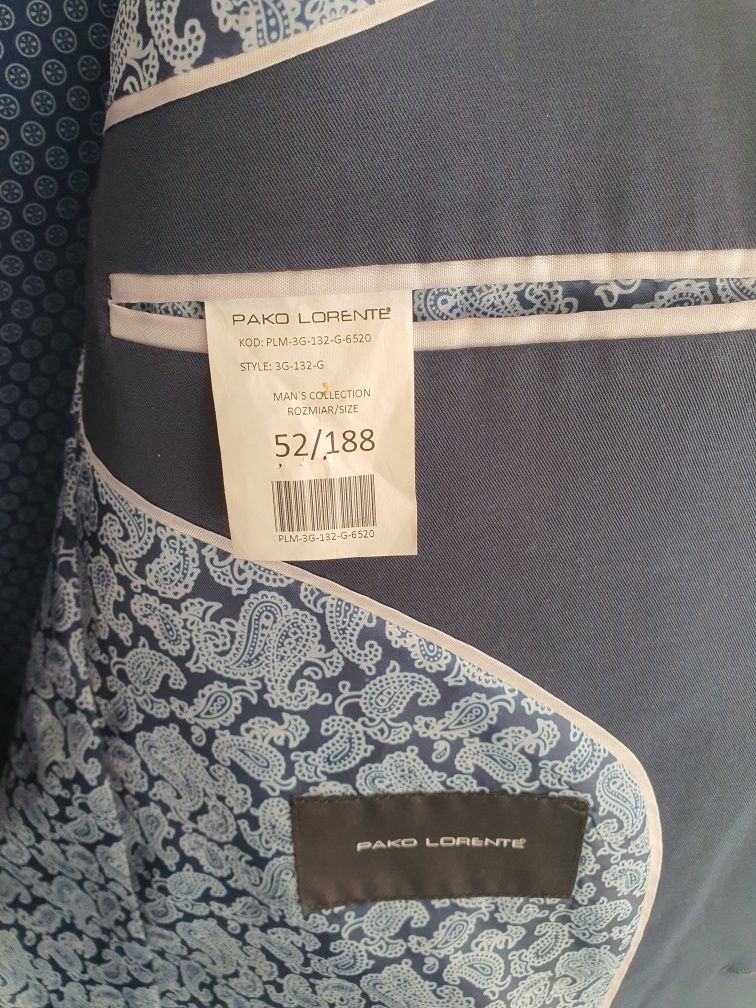 PAKO LORENTE®
KOD: PLM-3G-132-G-6520
STYLE: 3G-132-G
MAN´S COLLECTION
ROZMIAR/SIZE
52/188
PLM-3G-132-G-6520
PAKO LORENTE®